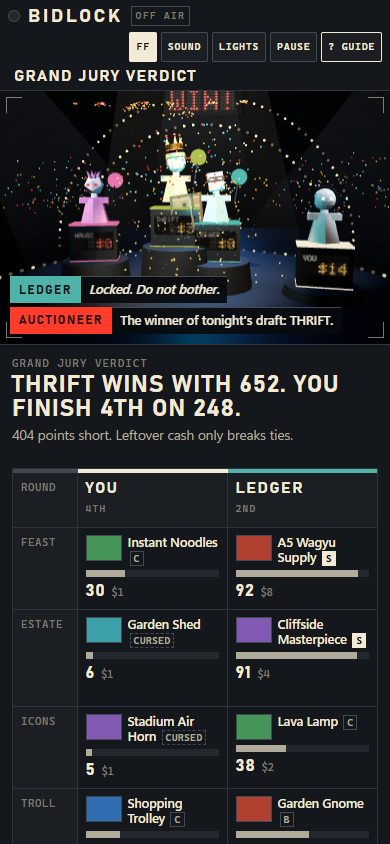 BIDLOCK OFF AIR
FF SOUND LIGHTS PAUSE ? GUIDE
GRAND JURY VERDICT
YOU
$14
LEDGER Locked. Do not bother.
AUCTIONEER The winner of tonight's draft: THRIFT.
GRAND JURY VERDICT
THRIFT WINS WITH 652. YOU
FINISH 4TH ON 248.
404 points short. Leftover cash only breaks ties.
ROUND YOU LEDGER
4TH 2ND
FEAST Instant Noodles A5 Wagyu
C Supply S
30 $1 92 $8
ESTATE Garden Shed Cliffside
CURSED Masterpiece S
6 $1 91 $4
ICONS Stadium Air Lava Lamp C
Horn CURSED
5 $1 38 $2
TROLL Shopping Garden Gnome
Trolley C B